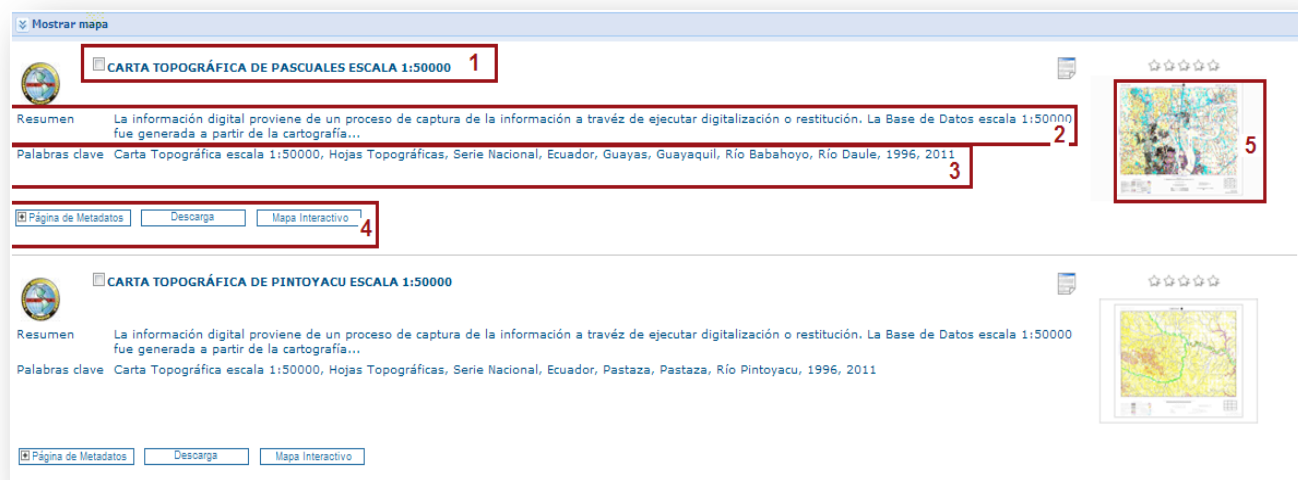 Mostrar mapa
CARTA TOPOGRÁFICA DE PASCUALES ESCALA 1:50000 1
Resumen La información digital proviene de un proceso de captura de la información a travéz de ejecutar digitalización o restitución. La Base de Datos escala 1:50000
fue generada a partir de la cartografía... 2
5
Palabras clave Carta Topográfica escala 1:50000, Hojas Topográficas, Serie Nacional, Ecuador, Guayas, Guayaquil, Río Babahoyo, Río Daule, 1996, 2011
3
Página de Metadatos Descarga Mapa Interactivo 4
CARTA TOPOGRÁFICA DE PINTOYACU ESCALA 1:50000
Resumen La información digital proviene de un proceso de captura de la información a travéz de ejecutar digitalización o restitución. La Base de Datos escala 1:50000
fue generada a partir de la cartografía...
Palabras clave Carta Topográfica escala 1:50000, Hojas Topográficas, Serie Nacional, Ecuador, Pastaza, Pastaza, Río Pintoyacu, 1996, 2011
Página de Metadatos Descarga Mapa Interactivo